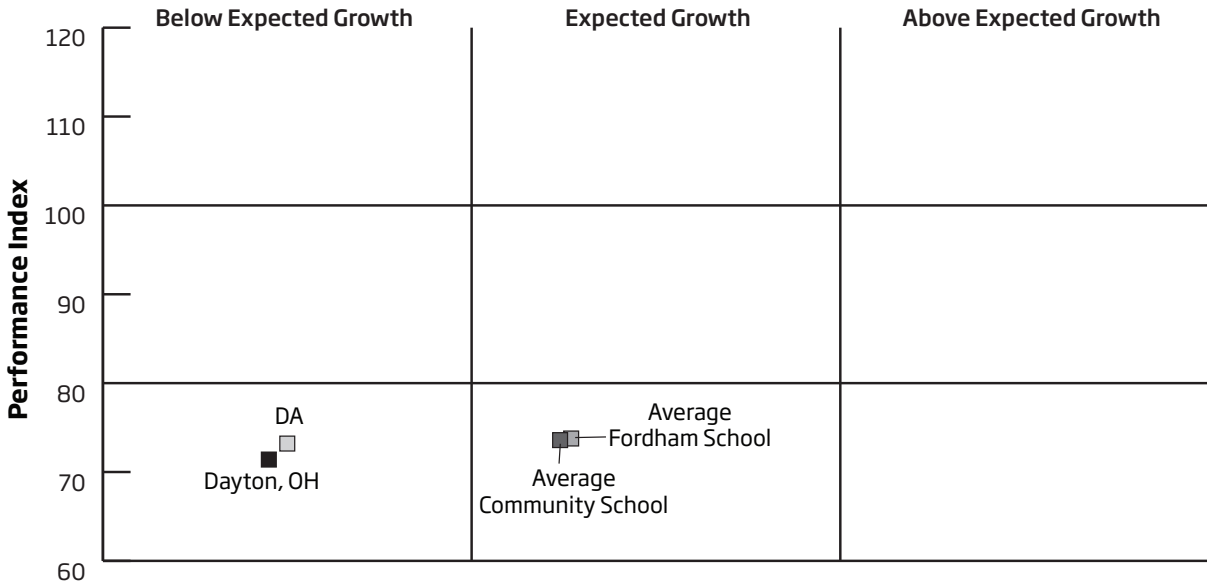 Below Expected Growth
Expected Growth
Above Expected Growth
Performance Index
120
110
100
90
80
70
60
DA
Dayton, OH
Average
Fordham School
Average
Community School